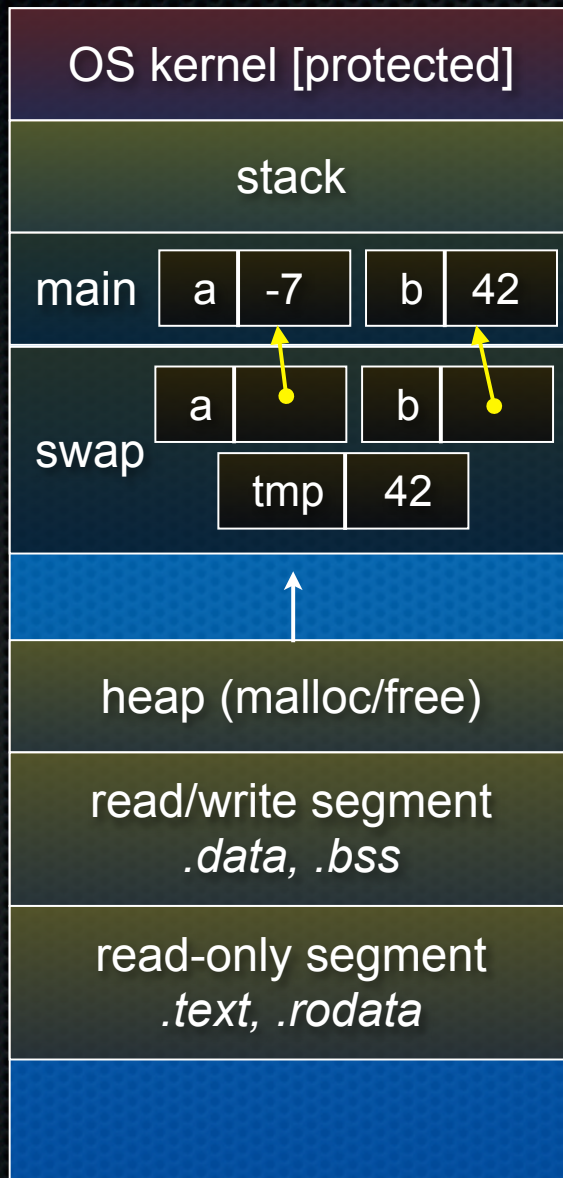 OS kernel [protected]
stack
main a -7 b 42
swap a b
tmp 42
heap (malloc/free)
read/write segment
.data, .bss
read-only segment
.text, .rodata